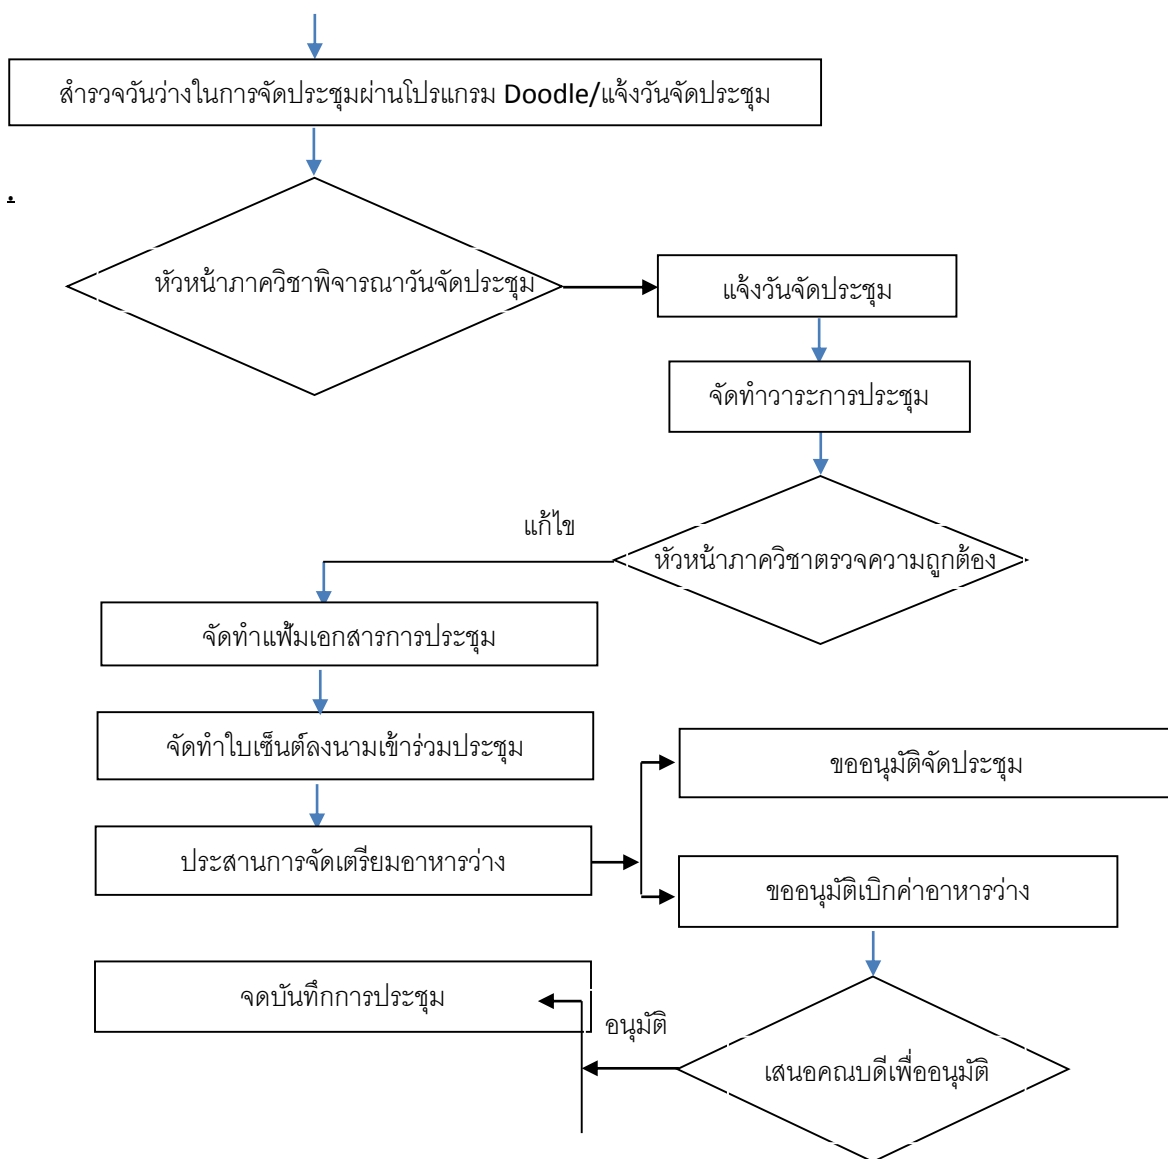 สำรวจวันว่างในการจัดประชุมผ่านโปรแกรม Doodle/แจ้งวันจัดประชุม
.
หัวหน้าภาควิชาพิจารณาวันจัดประชุม
แจ้งวันจัดประชุม
จัดทำวาระการประชุม
แก้ไข
หัวหน้าภาควิชาตรวจความถูกต้อง
จัดทำแฟ้มเอกสารการประชุม
จัดทำใบเซ็นต์ลงนามเข้าร่วมประชุม
ขออนุมัติจัดประชุม
ประสานการจัดเตรียมอาหารว่าง
ขออนุมัติเบิกค่าอาหารว่าง
จดบันทึกการประชุม
อนุมัติ
เสนอคณบดีเพื่ออนุมัติ